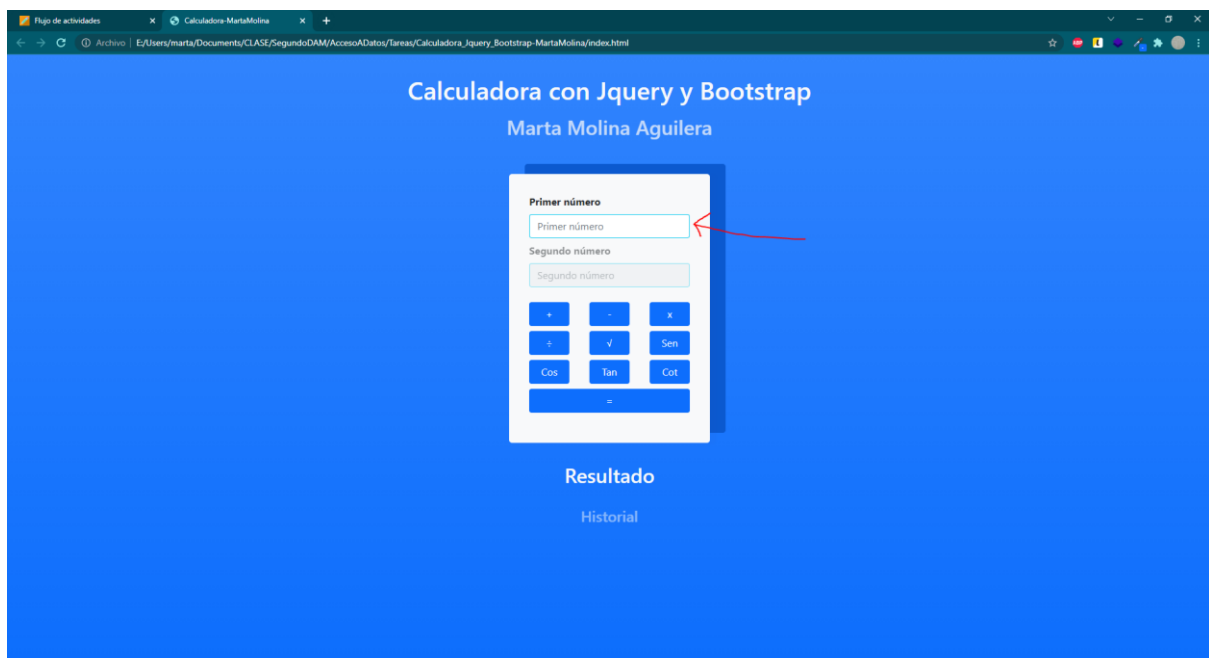 Flujo de actividades
Calculadora-MartaMolina
Archivo
E:/Users/marta/Documents/CLASE/SegundoDAM/AccesoADatos/Tareas/Calculadora_Jquery_Bootstrap-MartaMolina/index.html
Calculadora con Jquery y Bootstrap
Marta Molina Aguilera
Primer número
Primer número
Segundo número
Segundo número
+ - x
÷ √ Sen
Cos Tan Cot
=
Resultado
Historial